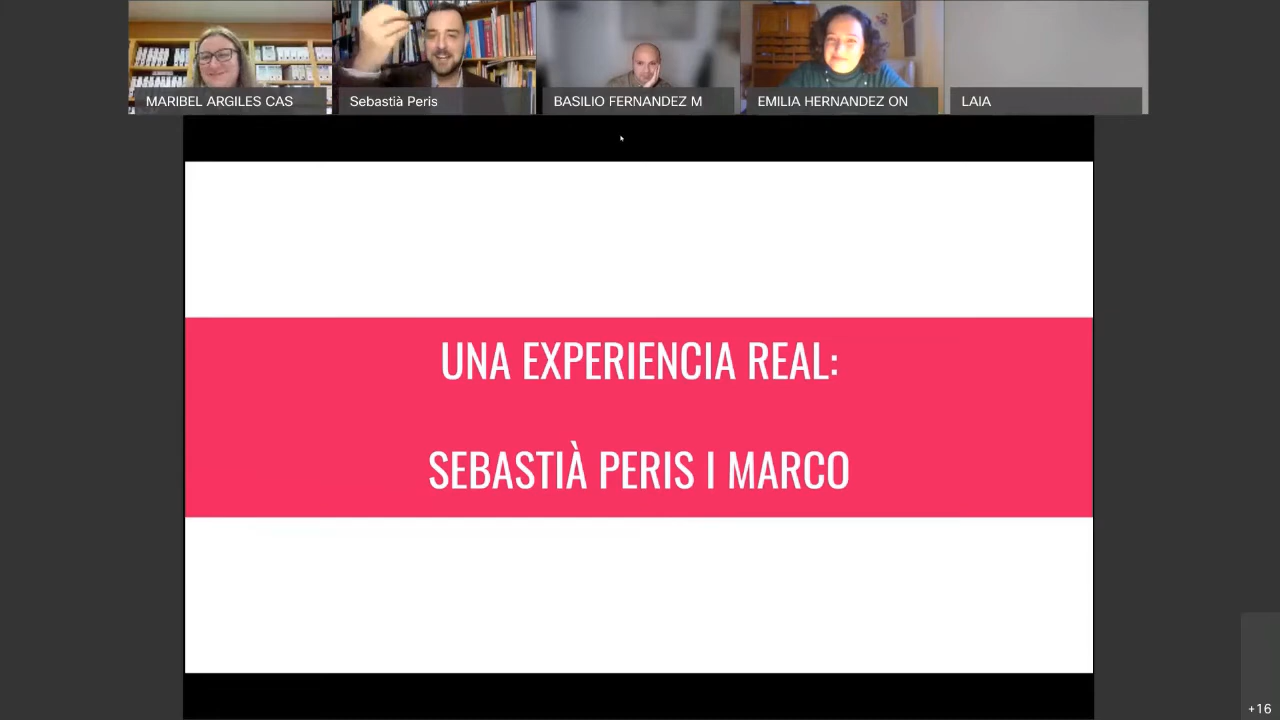 MARIBEL ARGILES CAS
Sebastià Peris
BASILIO FERNANDEZ M
EMILIA HERNANDEZ ON
LAIA
UNA EXPERIENCIA REAL:
SEBASTIÀ PERIS I MARCO
+16